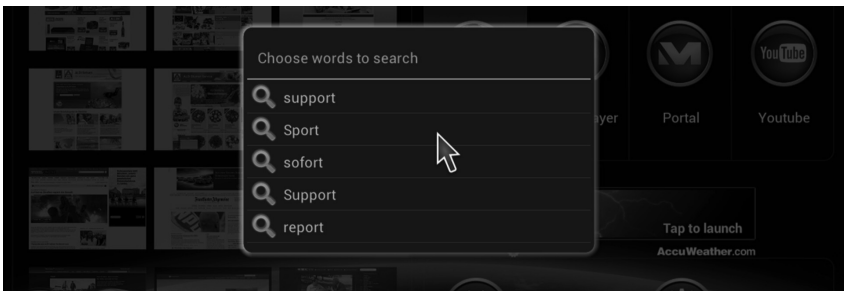 Choose words to search
support
Sport
sofort
Support
report
ayer
Portal
You Tube
Youtube
Tap to launch
AccuWeather.com